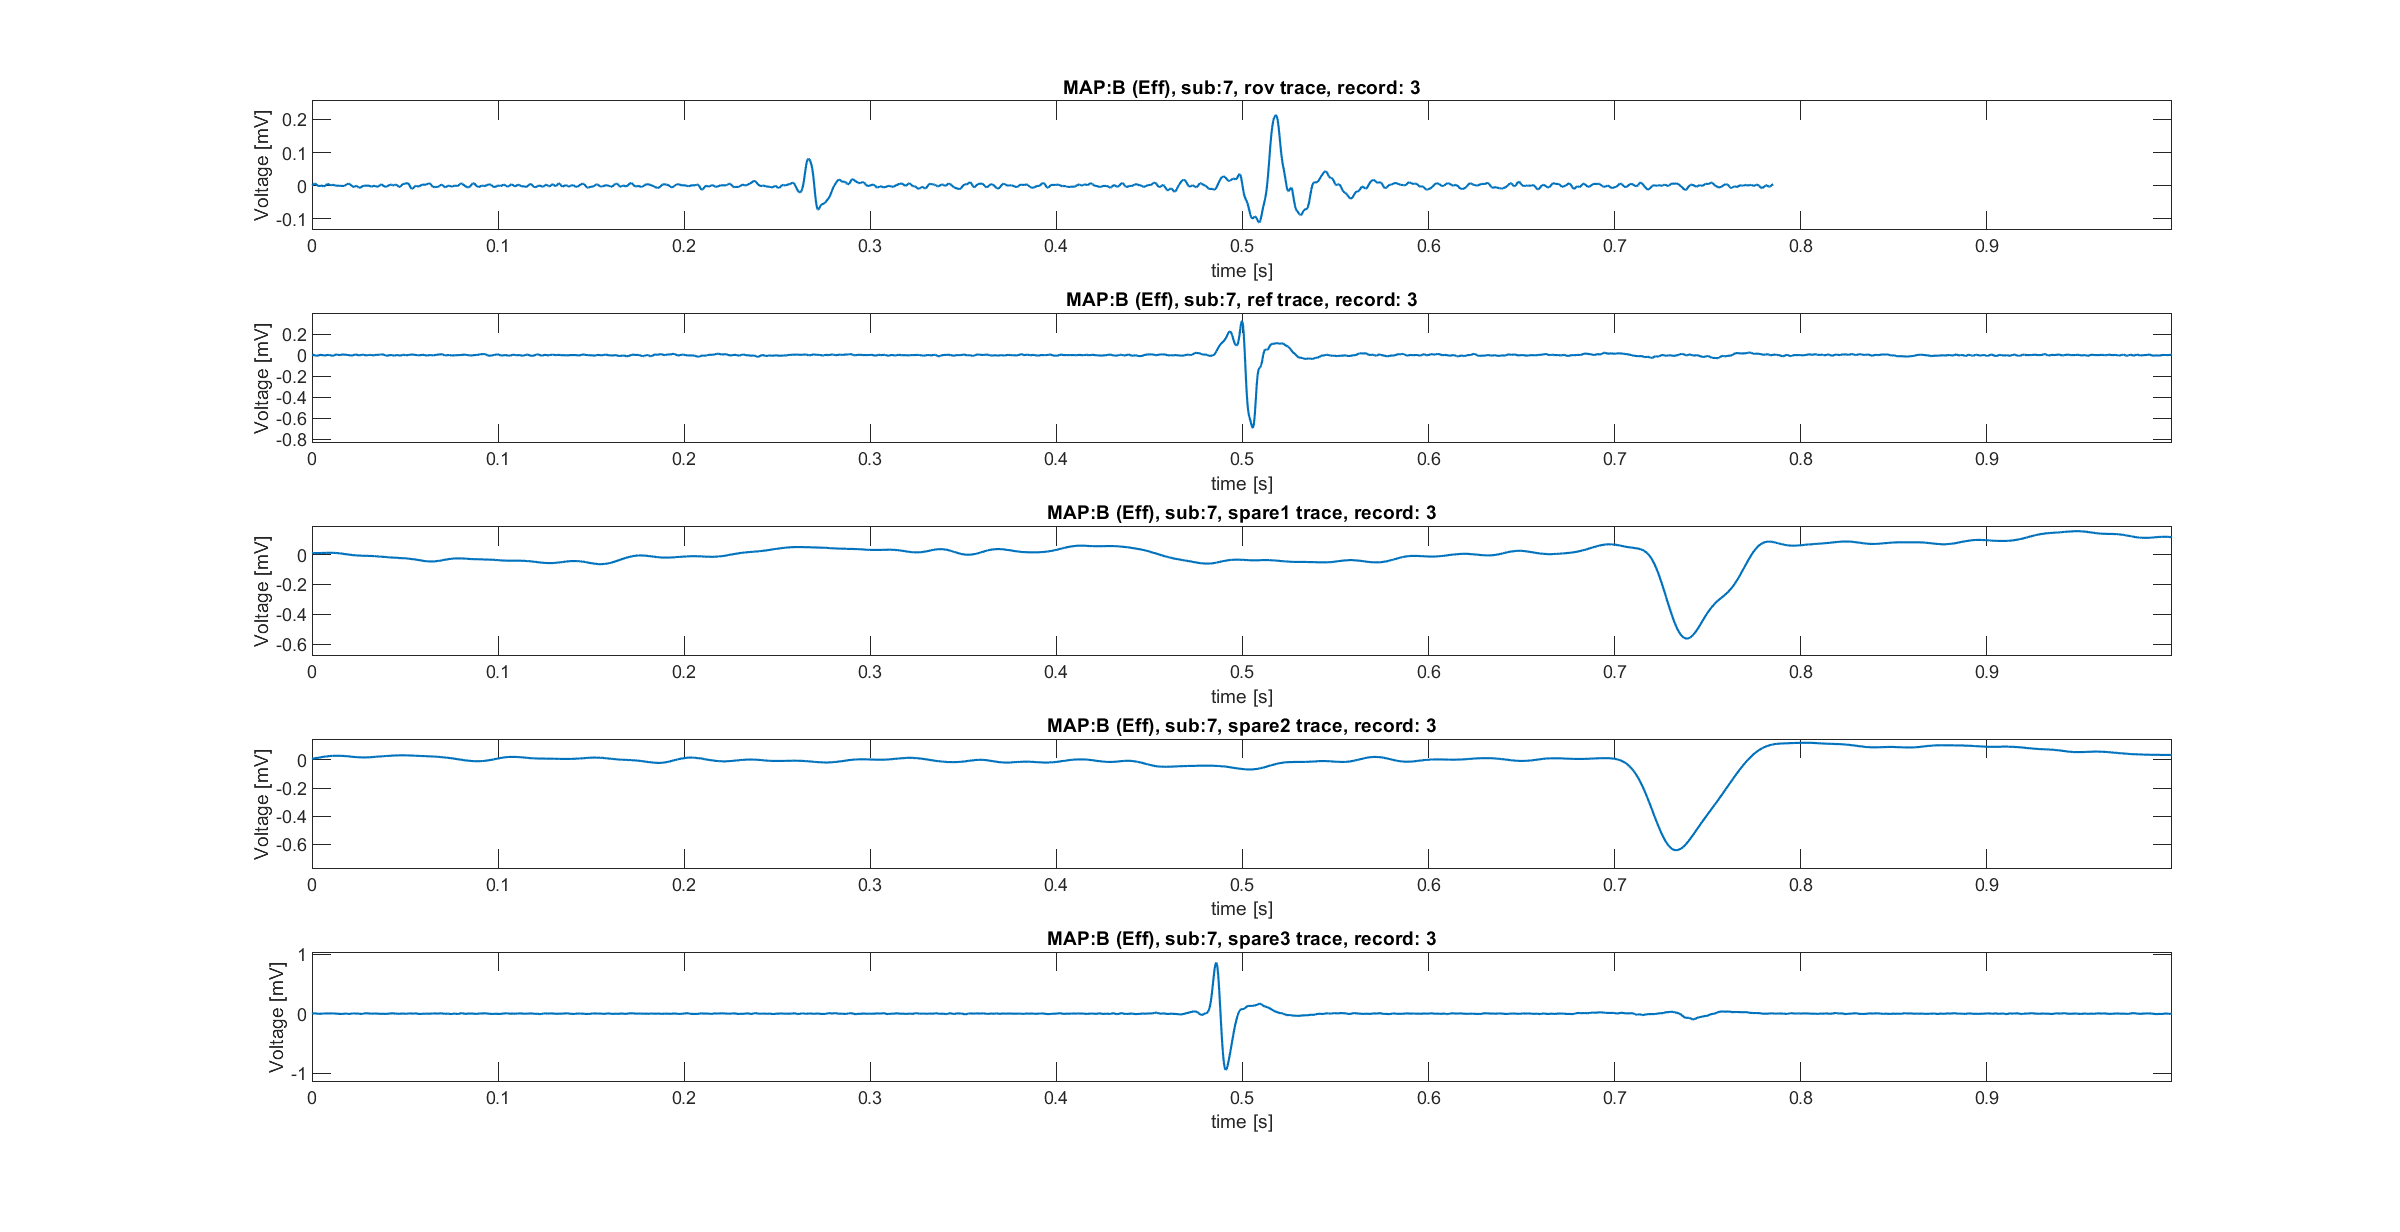 MAP:B (Eff), sub:7, rov trace, record: 3
Voltage [mV]
0.2
0.1
0
-0.1
0 0.1 0.2 0.3 0.4 0.5 0.6 0.7 0.8 0.9
time [s]
MAP:B (Eff), sub:7, ref trace, record: 3
Voltage [mV]
0.2
0
-0.2
-0.4
-0.6
-0.8
0 0.1 0.2 0.3 0.4 0.5 0.6 0.7 0.8 0.9
time [s]
MAP:B (Eff), sub:7, spare1 trace, record: 3
Voltage [mV]
0
-0.2
-0.4
-0.6
0 0.1 0.2 0.3 0.4 0.5 0.6 0.7 0.8 0.9
time [s]
MAP:B (Eff), sub:7, spare2 trace, record: 3
Voltage [mV]
0
-0.2
-0.4
-0.6
0 0.1 0.2 0.3 0.4 0.5 0.6 0.7 0.8 0.9
time [s]
MAP:B (Eff), sub:7, spare3 trace, record: 3
Voltage [mV]
1
0
-1
0 0.1 0.2 0.3 0.4 0.5 0.6 0.7 0.8 0.9
time [s]